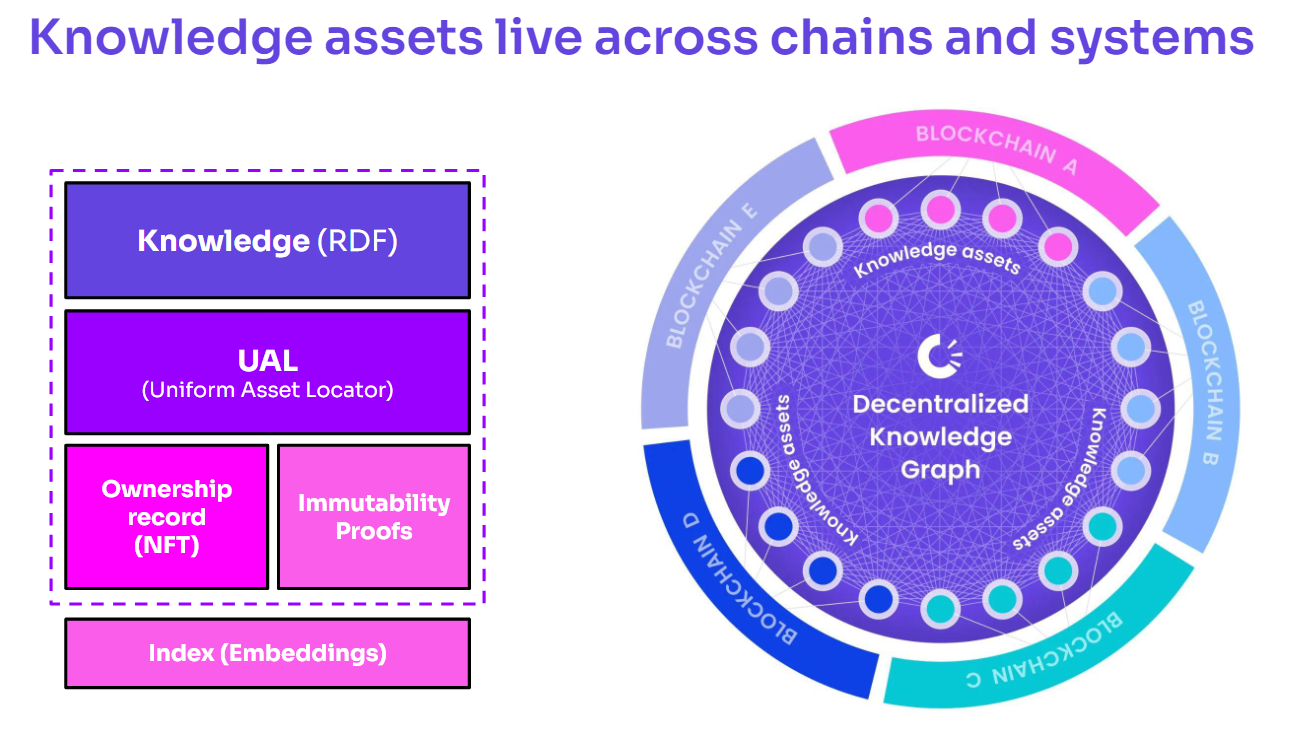 Knowledge assets live across chains and systems
Knowledge (RDF)
UAL
(Uniform Asset Locator)
Ownership
record
(NFT)
Immutability
Proofs
Index (Embeddings)
BLOCKCHAIN A
BLOCKCHAIN B
BLOCKCHAIN C
BLOCKCHAIN D
BLOCKCHAIN E
Knowledge assets
Knowledge assets
Knowledge assets
Decentralized
Knowledge
Graph